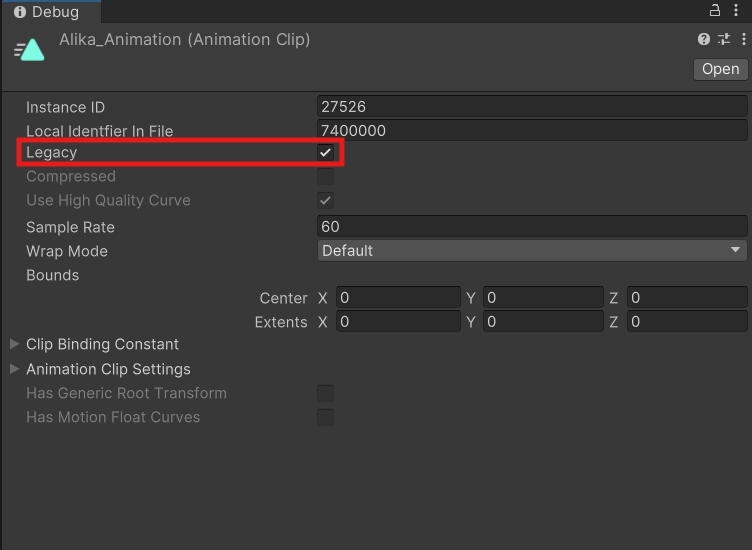 Debug
Alika_Animation (Animation Clip)
Open
Instance ID 27526
Local Identfier In File 7400000
Legacy
Compressed
Use High Quality Curve
Sample Rate 60
Wrap Mode Default
Bounds
Center X 0 Y 0 Z 0
Extents X 0 Y 0 Z 0
Clip Binding Constant
Animation Clip Settings
Has Generic Root Transform
Has Motion Float Curves